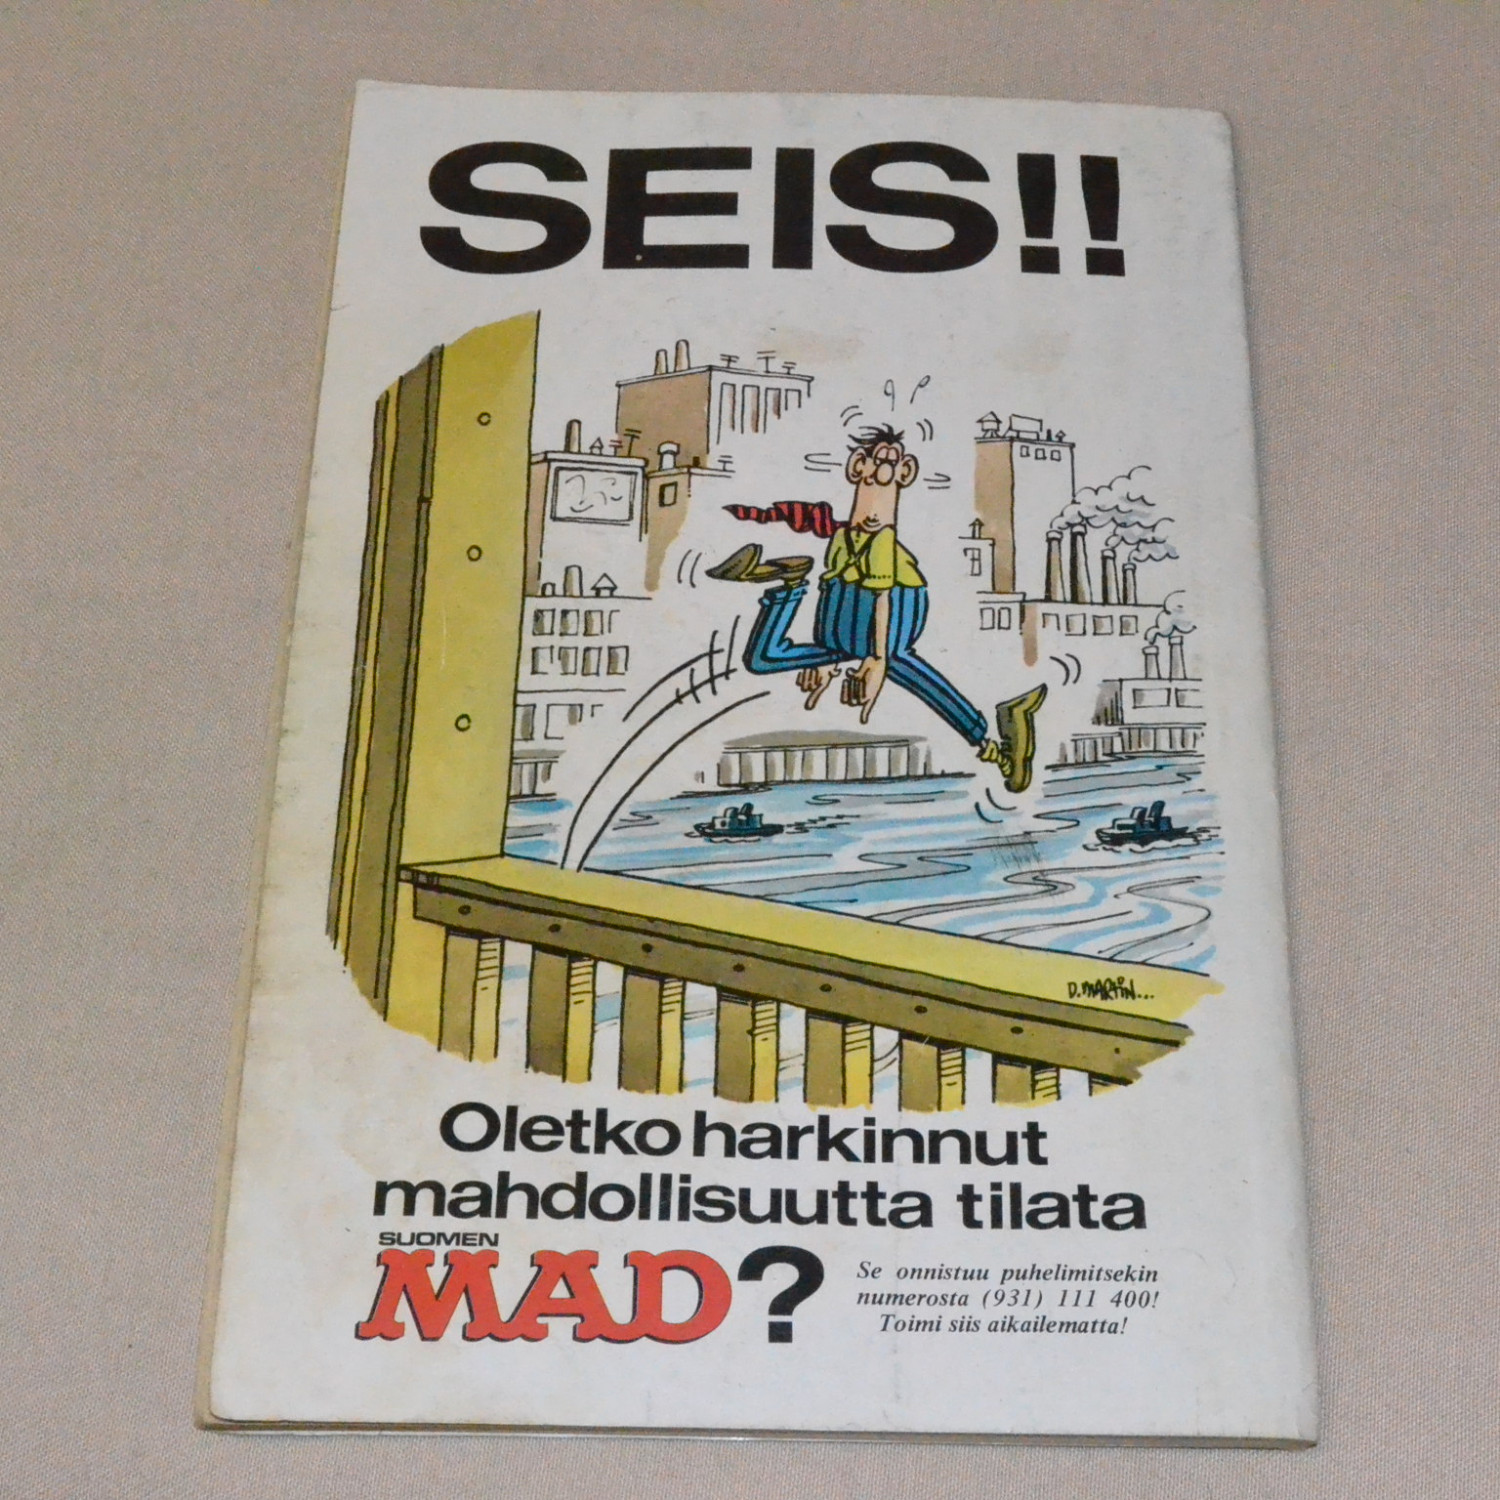 SEIS!!
D. MARTIN...
Oletko harkinnut
mahdollisuutta tilata
SUOMEN
MAD?
Se onnistuu puhelimitsekin
numerosta (931) 111 400!
Toimi siis aikailematta!